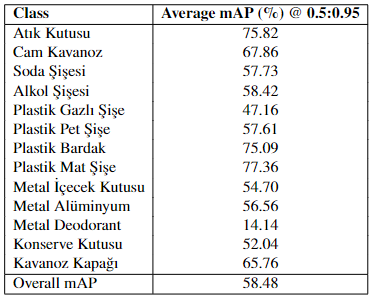 Class Average mAP (%) @ 0.5:0.95
Atık Kutusu 75.82
Cam Kavanoz 67.86
Soda Şişesi 57.73
Alkol Şişesi 58.42
Plastik Gazlı Şişe 47.16
Plastik Pet Şişe 57.61
Plastik Bardak 75.09
Plastik Mat Şişe 77.36
Metal İçecek Kutusu 54.70
Metal Alüminyum 56.56
Metal Deodorant 14.14
Konserve Kutusu 52.04
Kavanoz Kapağı 65.76
Overall mAP 58.48